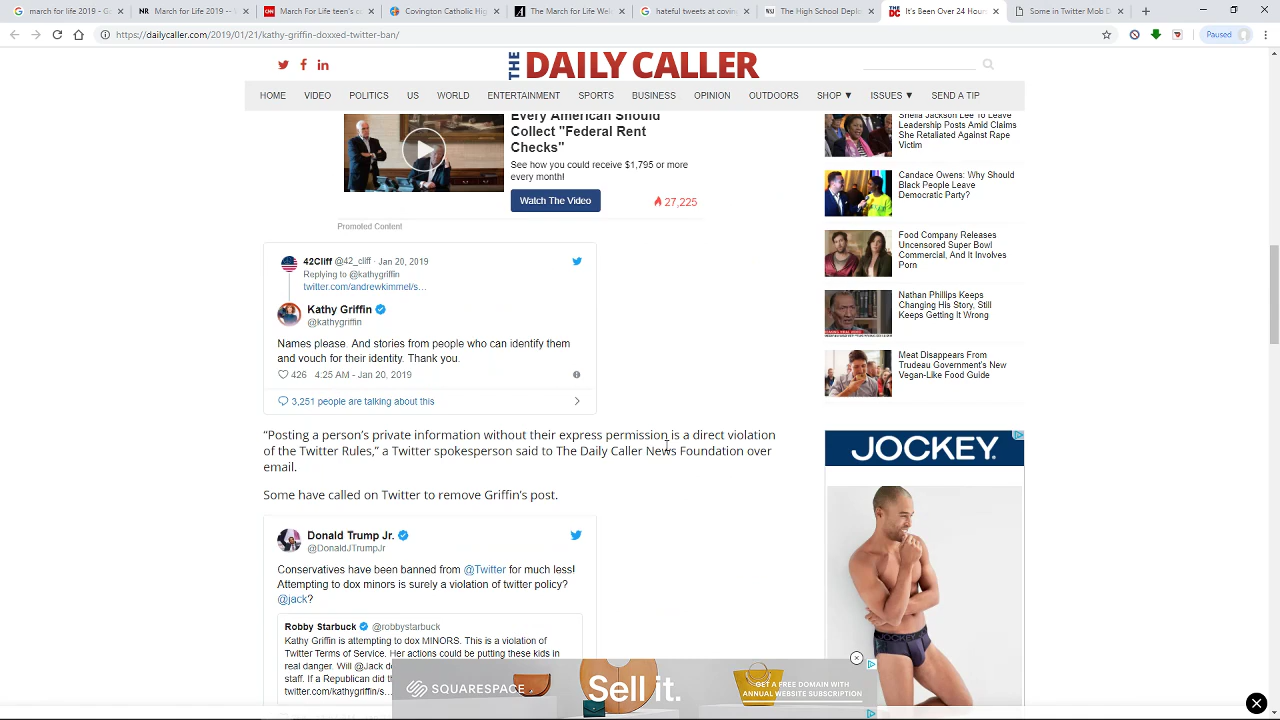 march for life - G
March for Life 2019 -
March for Life teen's e
Covington Catholic Hig
The March for Life
hateful tweets at coving
The High School Depl
It's Been Over 24 Hours
Some in Twitter Mob D
https://dailycaller.com/2019/01/21/kathy-griffin-doxxed-twitter-ban/
Paused
THE DAILY CALLER
HOME VIDEO POLITICS US WORLD ENTERTAINMENT SPORTS BUSINESS OPINION OUTDOORS SHOP ▼ ISSUES ▼ SEND A TIP
Every American Should
Collect "Federal Rent
Checks"
See how you could receive $1,795 or more
every month!
Watch The Video
27,225
Promoted Content
42Cliff @42_cliff · Jan 20, 2019
Replying to @kathygriffin
twitter.com/andrewkimmel/s…
Kathy Griffin
@kathygriffin
Names please. And stories from people who can identify them
and vouch for their identity. Thank you.
426 4:25 AM - Jan 20, 2019
3,251 people are talking about this
“Posting a person’s private information without their express permission is a direct violation
of the Twitter Rules,” a Twitter spokesperson said to The Daily Caller News Foundation over
email.
Some have called on Twitter to remove Griffin’s post.
Donald Trump Jr.
@DonaldJTrumpJr
Conservatives have been banned from @Twitter for much less!
Attempting to dox minors is surely a violation of policy?
@jack?
Robby Starbuck @robbystarbuck
Kathy Griffin is attempting to dox MINORS. This is a violation of
Twitter Terms of Service. Her actions could be putting these kids in
real danger. Will @Jack d
staff. If a Republican did t
twitter.com/kathygriffin/s…
Sheila Jackson Lee To Leave
Leadership Posts Amid Claims
She Retaliated Against Rape
Victim
Candace Owens: Why Should
Black People Leave
Democratic Party?
Food Company Releases
Uncensored Super Bowl
Commercial, And It Involves
Porn
Nathan Phillips Keeps
Changing His Story, Still
Keeps Getting It Wrong
Meat Disappears From
Trudeau Government's New
Vegan-Like Food Guide
JOCKEY.
JOCKEY
SQUARESPACE
Sell it.
GET A FREE DOMAIN WITH
ANNUAL WEBSITE SUBSCRIPTION